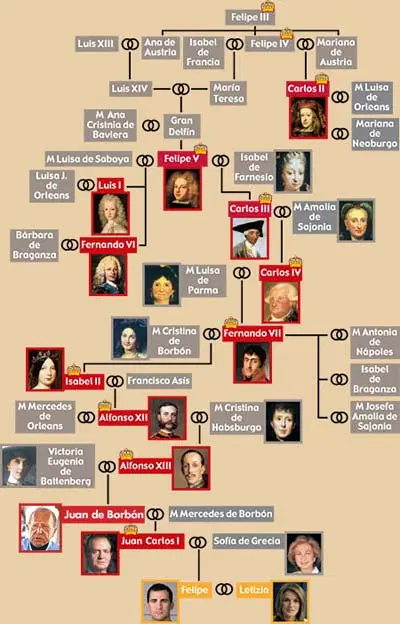 Felipe III
Luis XIII
Ana de
Austria
Isabel
de
Francia
Felipe IV
Mariana
de
Austria
Luis XIV
María
Teresa
Carlos II
M Luisa
de
Orleans
Mariana
de
Neoburgo
M Ana
Cristnia de
Baviera
Gran
Delfín
M Luisa de Saboya
Felipe V
Isabel
de
Farnesio
Luisa I. de
Orleans
Luis I
Carlos III
M Amalia
de
Sajonia
Bárbara
de
Braganza
Fernando VI
M Luisa
de
Parma
Carlos IV
M Cristina
de
Borbón
Fernando VII
M Antonia
de
Nápoles
Isabel
de
Braganza
M Josefa
Amalia de
Sajonia
Isabel II
Francisco Asís
M Mercedes
de
Orleans
Alfonso XII
M Cristina
de
Habsburgo
Victoria
Eugenia
de
Battenberg
Alfonso XIII
Juan de Borbón
M Mercedes de Borbón
Juan Carlos I
Sofía de Grecia
Felipe
Letizia